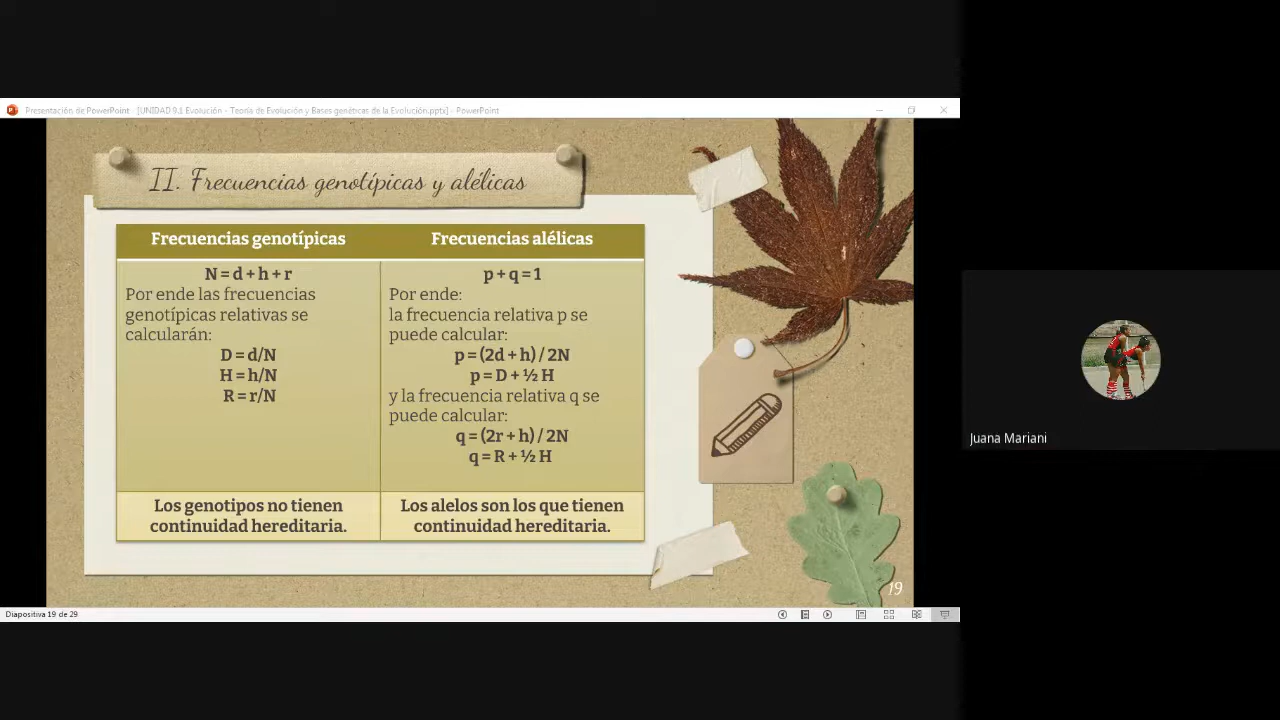 Presentación de PowerPoint - [UNIDAD 9.1 Evolución - Teoría de Evolución y Bases genéticas de la Evolución.pptx] - PowerPoint
II. Frecuencias genotípicas y alélicas
Frecuencias genotípicas
N = d + h + r
Por ende las frecuencias
genotípicas relativas se
calcularán:
D = d/N
H = h/N
R = r/N
Los genotipos no tienen
continuidad hereditaria.
Frecuencias alélicas
p + q = 1
Por ende:
la frecuencia relativa p se
puede calcular:
p = (2d + h) / 2N
p = D + ½ H
y la frecuencia relativa q se
puede calcular:
q = (2r + h) / 2N
q = R + ½ H
Los alelos son los que tienen
continuidad hereditaria.
19
Diapositiva 19 de 29
Juana Mariani